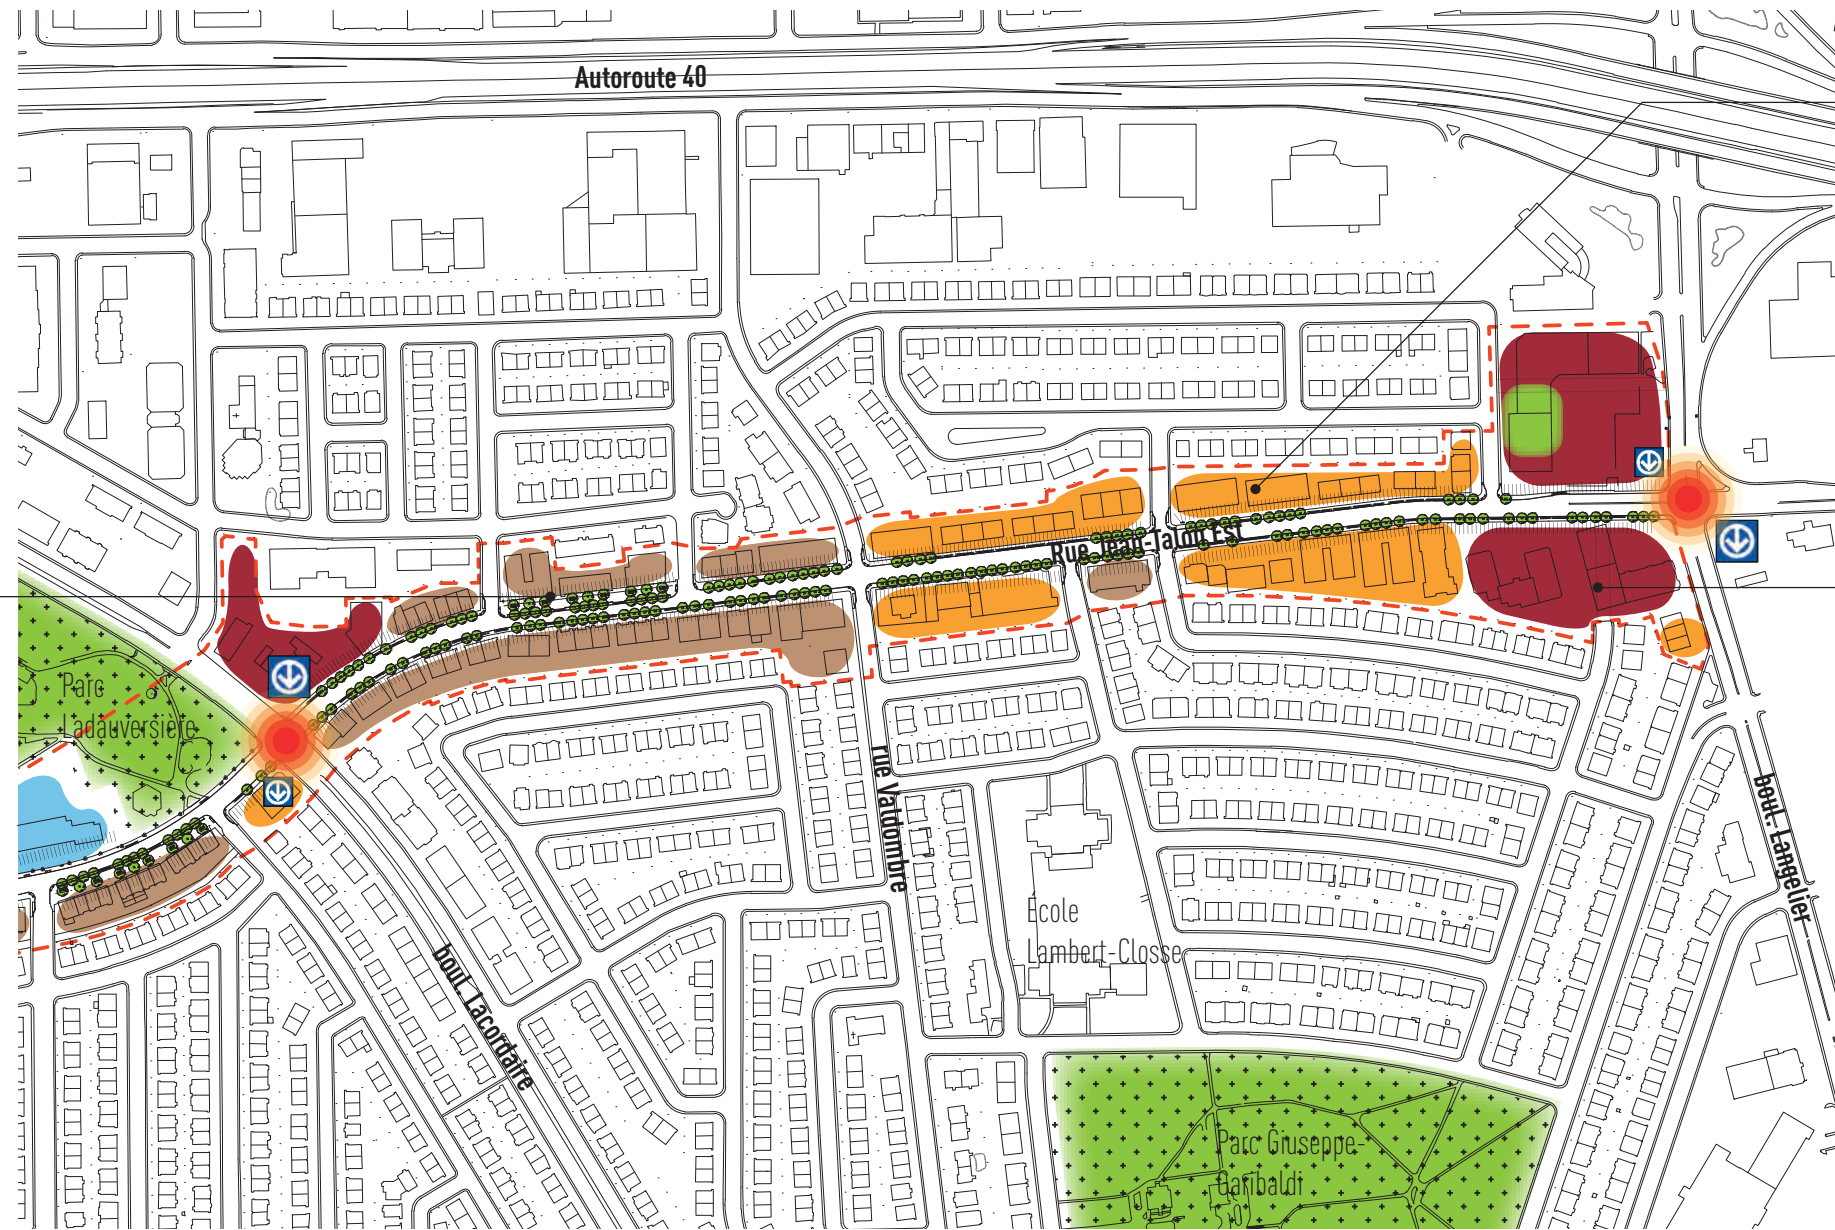 Autoroute 40
Rue Jean-Talon EST
Parc
Ladauversière
rue Valdombre
boul. Langelier
École
Lambert-Closse
boul. Lacordaire
Parc Giuseppe-
Garibaldi